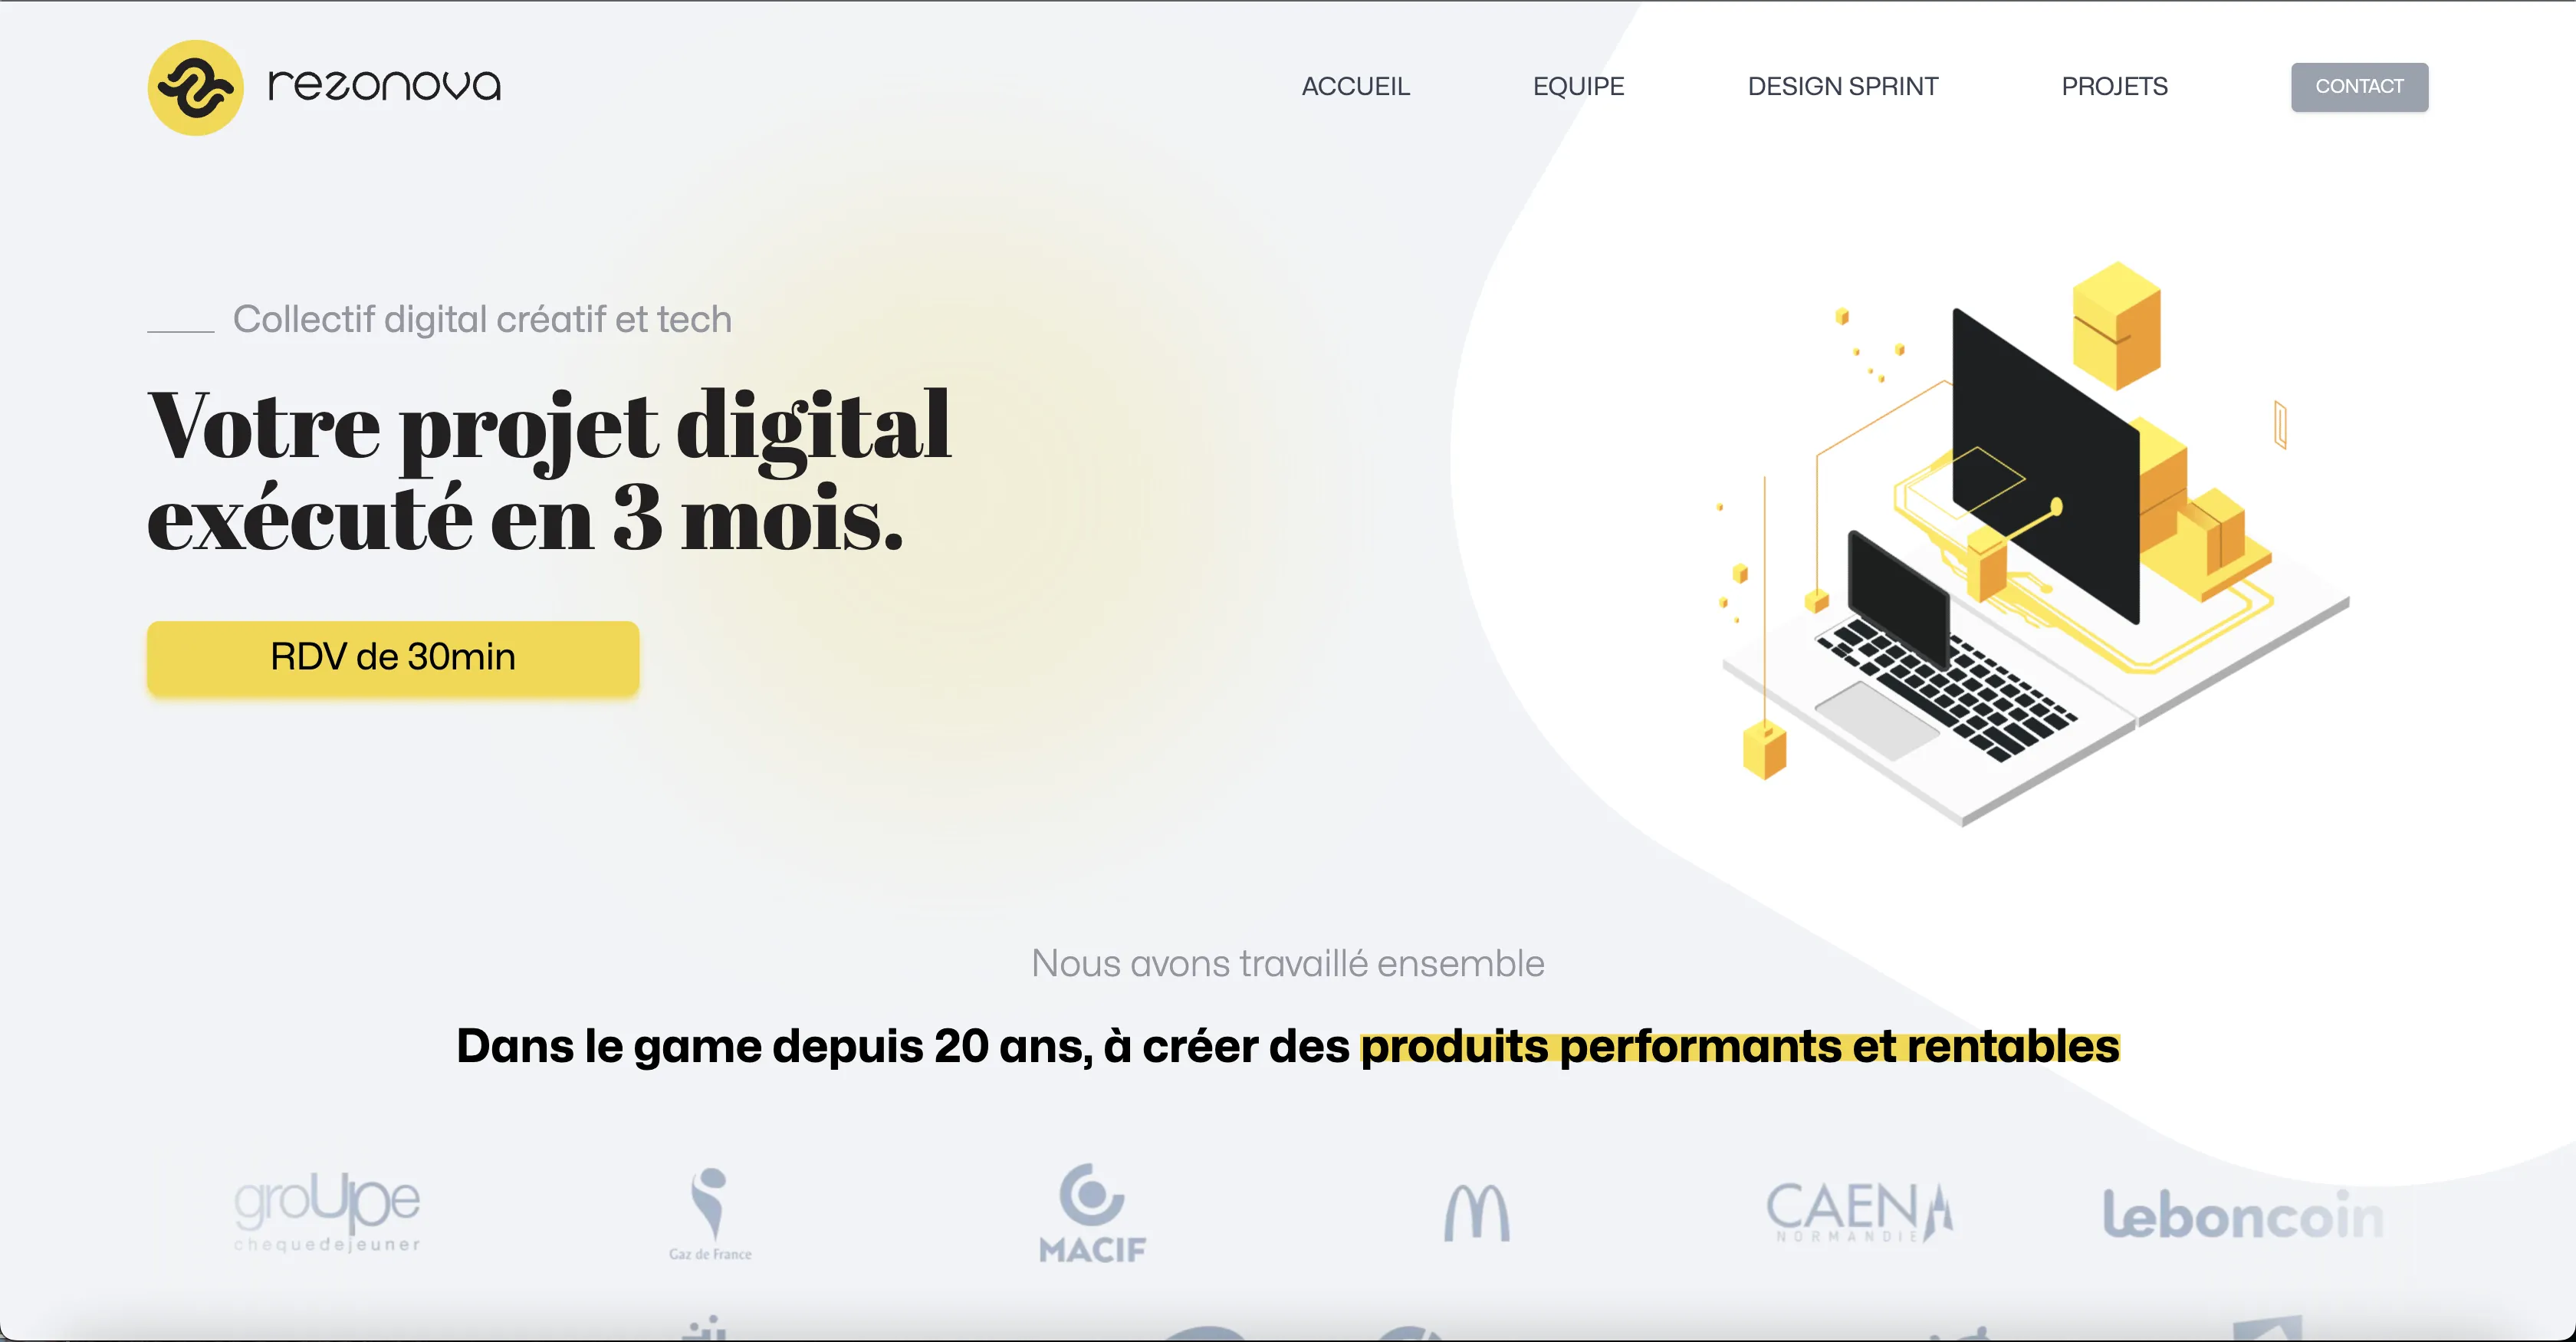 rezonova
ACCUEIL
EQUIPE
DESIGN SPRINT
PROJETS
CONTACT
Collectif digital créatif et tech
Votre projet digital
exécuté en 3 mois.
RDV de 30min
Nous avons travaillé ensemble
Dans le game depuis 20 ans, à créer des produits performants et rentables
groUpe
chequedejeuner
Gaz de France
MACIF
CAEN
NORMANDIE
leboncoin